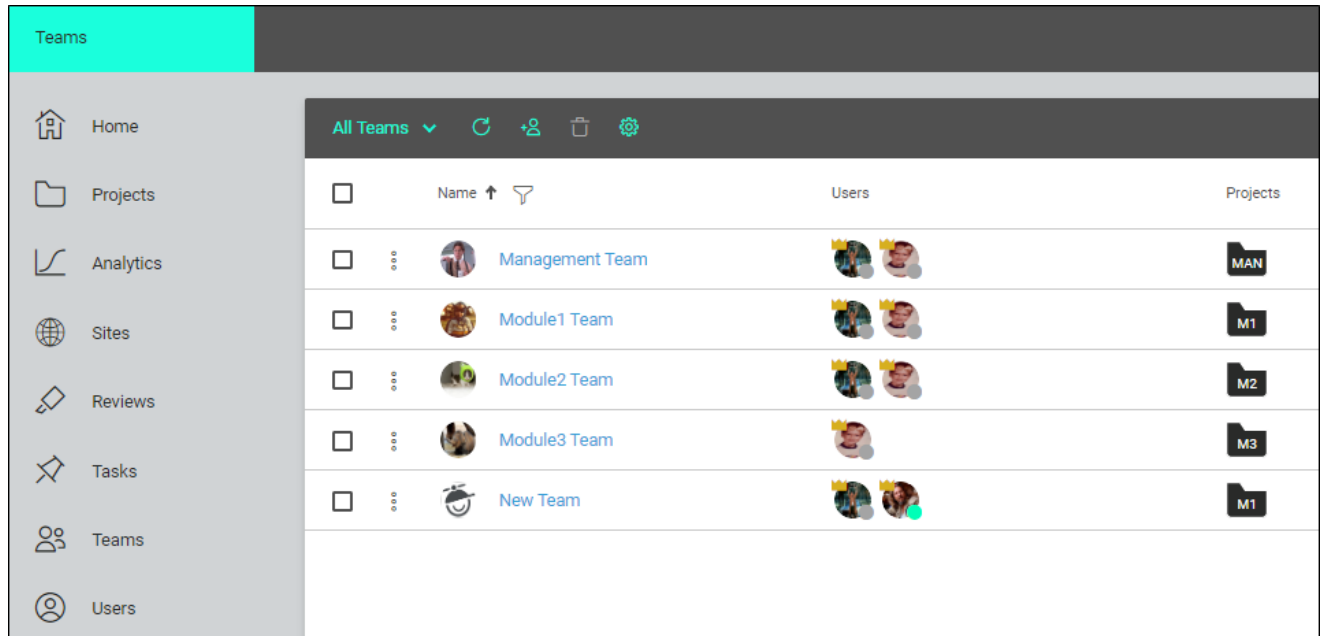 Teams
Home
Projects
Analytics
Sites
Reviews
Tasks
Teams
Users
All Teams
Name Users Projects
Management Team MAN
Module1 Team M1
Module2 Team M2
Module3 Team M3
New Team M1